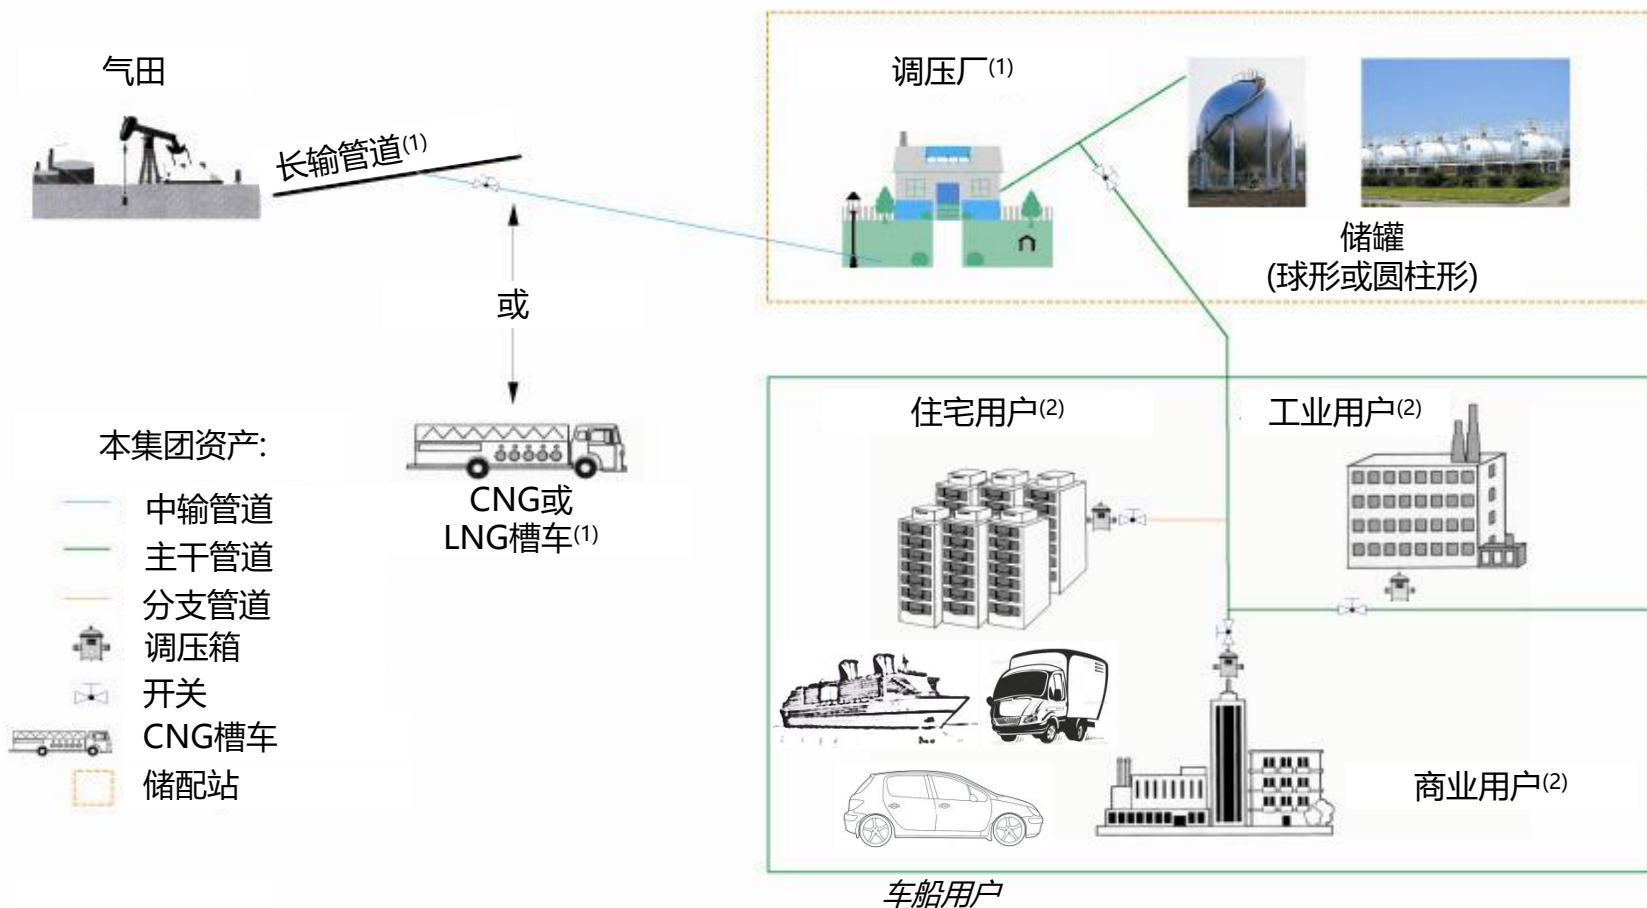 气田
长输管道(1)
调压厂(1)
储罐
(球形或圆柱形)
或
CNG或
LNG槽车(1)
本集团资产:
中输管道
主干管道
分支管道
调压箱
开关
CNG槽车
储配站
住宅用户(2)
工业用户(2)
商业用户(2)
车船用户